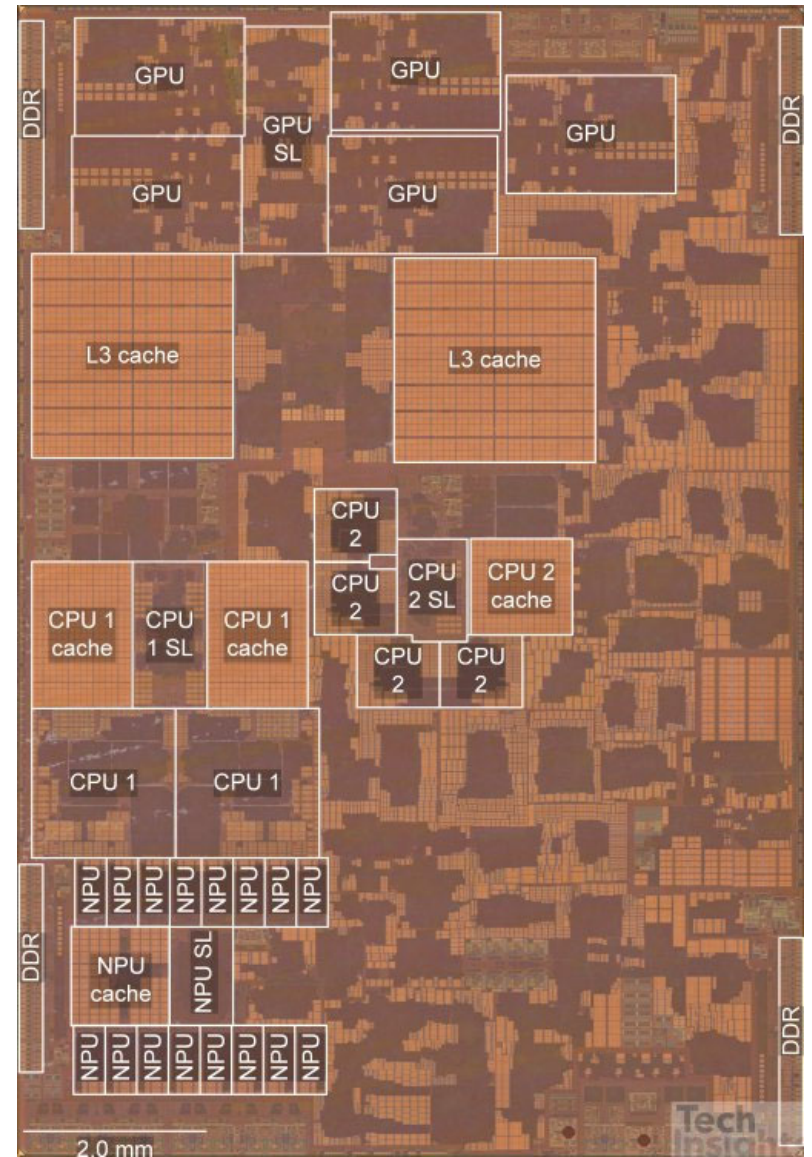 DDR
GPU
GPU
SL
GPU
GPU
DDR
GPU
GPU
L3 cache
L3 cache
CPU
2
CPU
2
CPU
2 SL
CPU 2
cache
CPU 1
cache
CPU
1 SL
CPU 1
cache
CPU
2
CPU
2
CPU 1
CPU 1
NPU
NPU
NPU
NPU
NPU
NPU
NPU
NPU
DDR
NPU
cache
NPU SL
DDR
NPU
NPU
NPU
NPU
NPU
NPU
NPU
NPU
2.0 mm
Tech
Insights